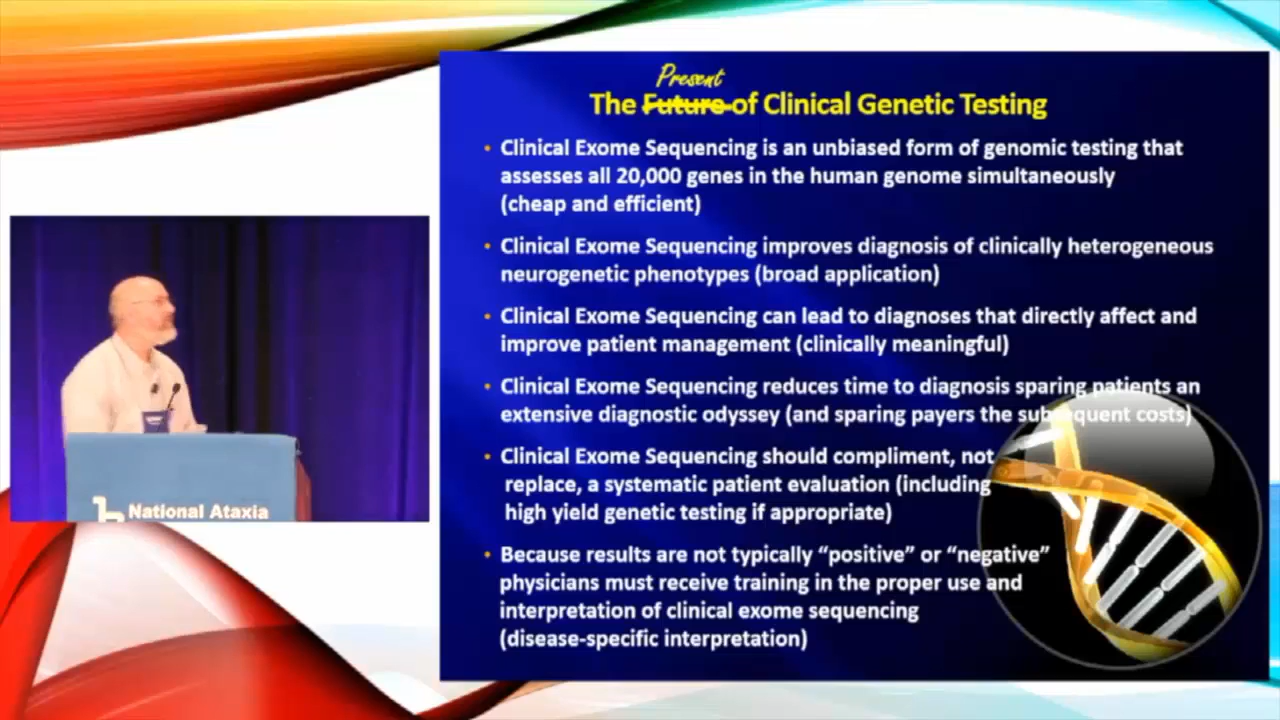 Present
The Future of Clinical Genetic Testing
• Clinical Exome Sequencing is an unbiased form of genomic testing that
assesses all 20,000 genes in the human genome simultaneously
(cheap and efficient)
• Clinical Exome Sequencing improves diagnosis of clinically heterogeneous
neurogenetic phenotypes (broad application)
• Clinical Exome Sequencing can lead to diagnoses that directly affect and
improve patient management (clinically meaningful)
• Clinical Exome Sequencing reduces time to diagnosis sparing patients an
extensive diagnostic odyssey (and sparing payers the subsequent costs)
• Clinical Exome Sequencing should compliment, not
replace, a systematic patient evaluation (including
high yield genetic testing if appropriate)
• Because results are not typically “positive” or “negative”
physicians must receive training in the proper use and
interpretation of clinical exome sequencing
(disease-specific interpretation)
National Ataxia